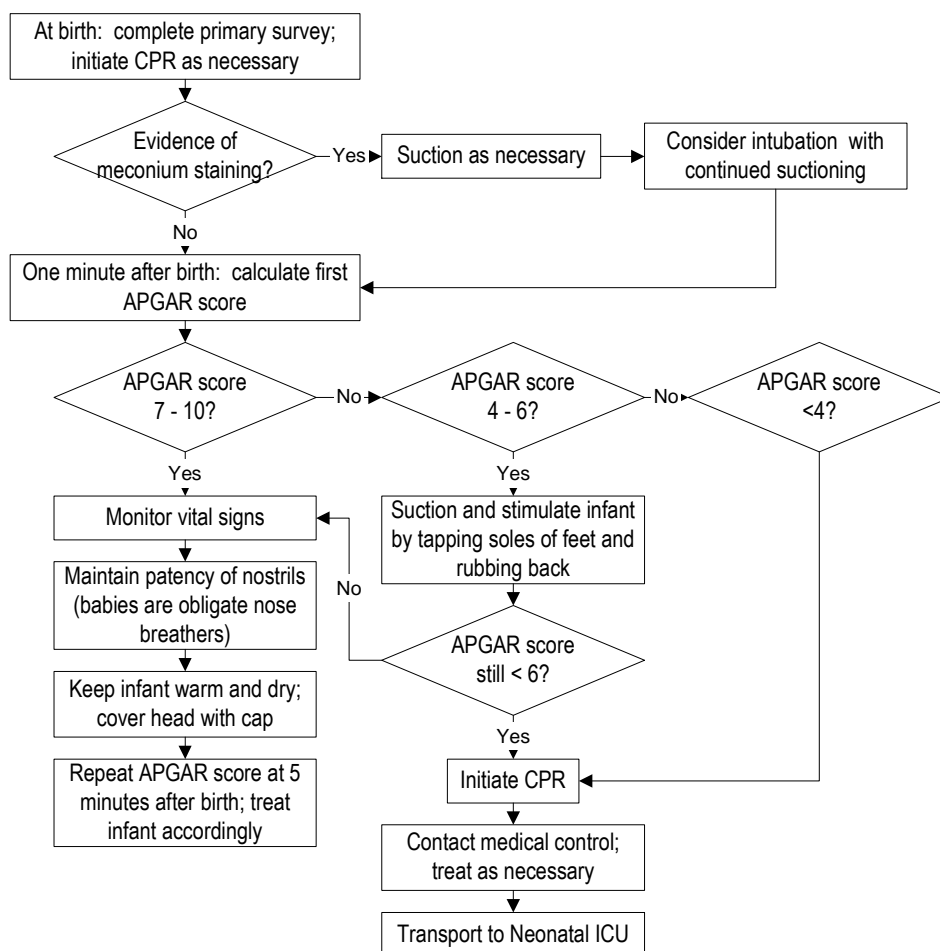 At birth: complete primary survey;
initiate CPR as necessary
Evidence of
meconium staining?
Yes
Suction as necessary
Consider intubation with
continued suctioning
No
One minute after birth: calculate first
APGAR score
APGAR score
7 - 10?
No
APGAR score
4 - 6?
No
APGAR score
<4?
Yes
Yes
Monitor vital signs
Suction and stimulate infant
by tapping soles of feet and
rubbing back
No
Maintain patency of nostrils
(babies are obligate nose
breathers)
APGAR score
still < 6?
Keep infant warm and dry;
cover head with cap
Yes
Repeat APGAR score at 5
minutes after birth; treat
infant accordingly
Initiate CPR
Contact medical control;
treat as necessary
Transport to Neonatal ICU